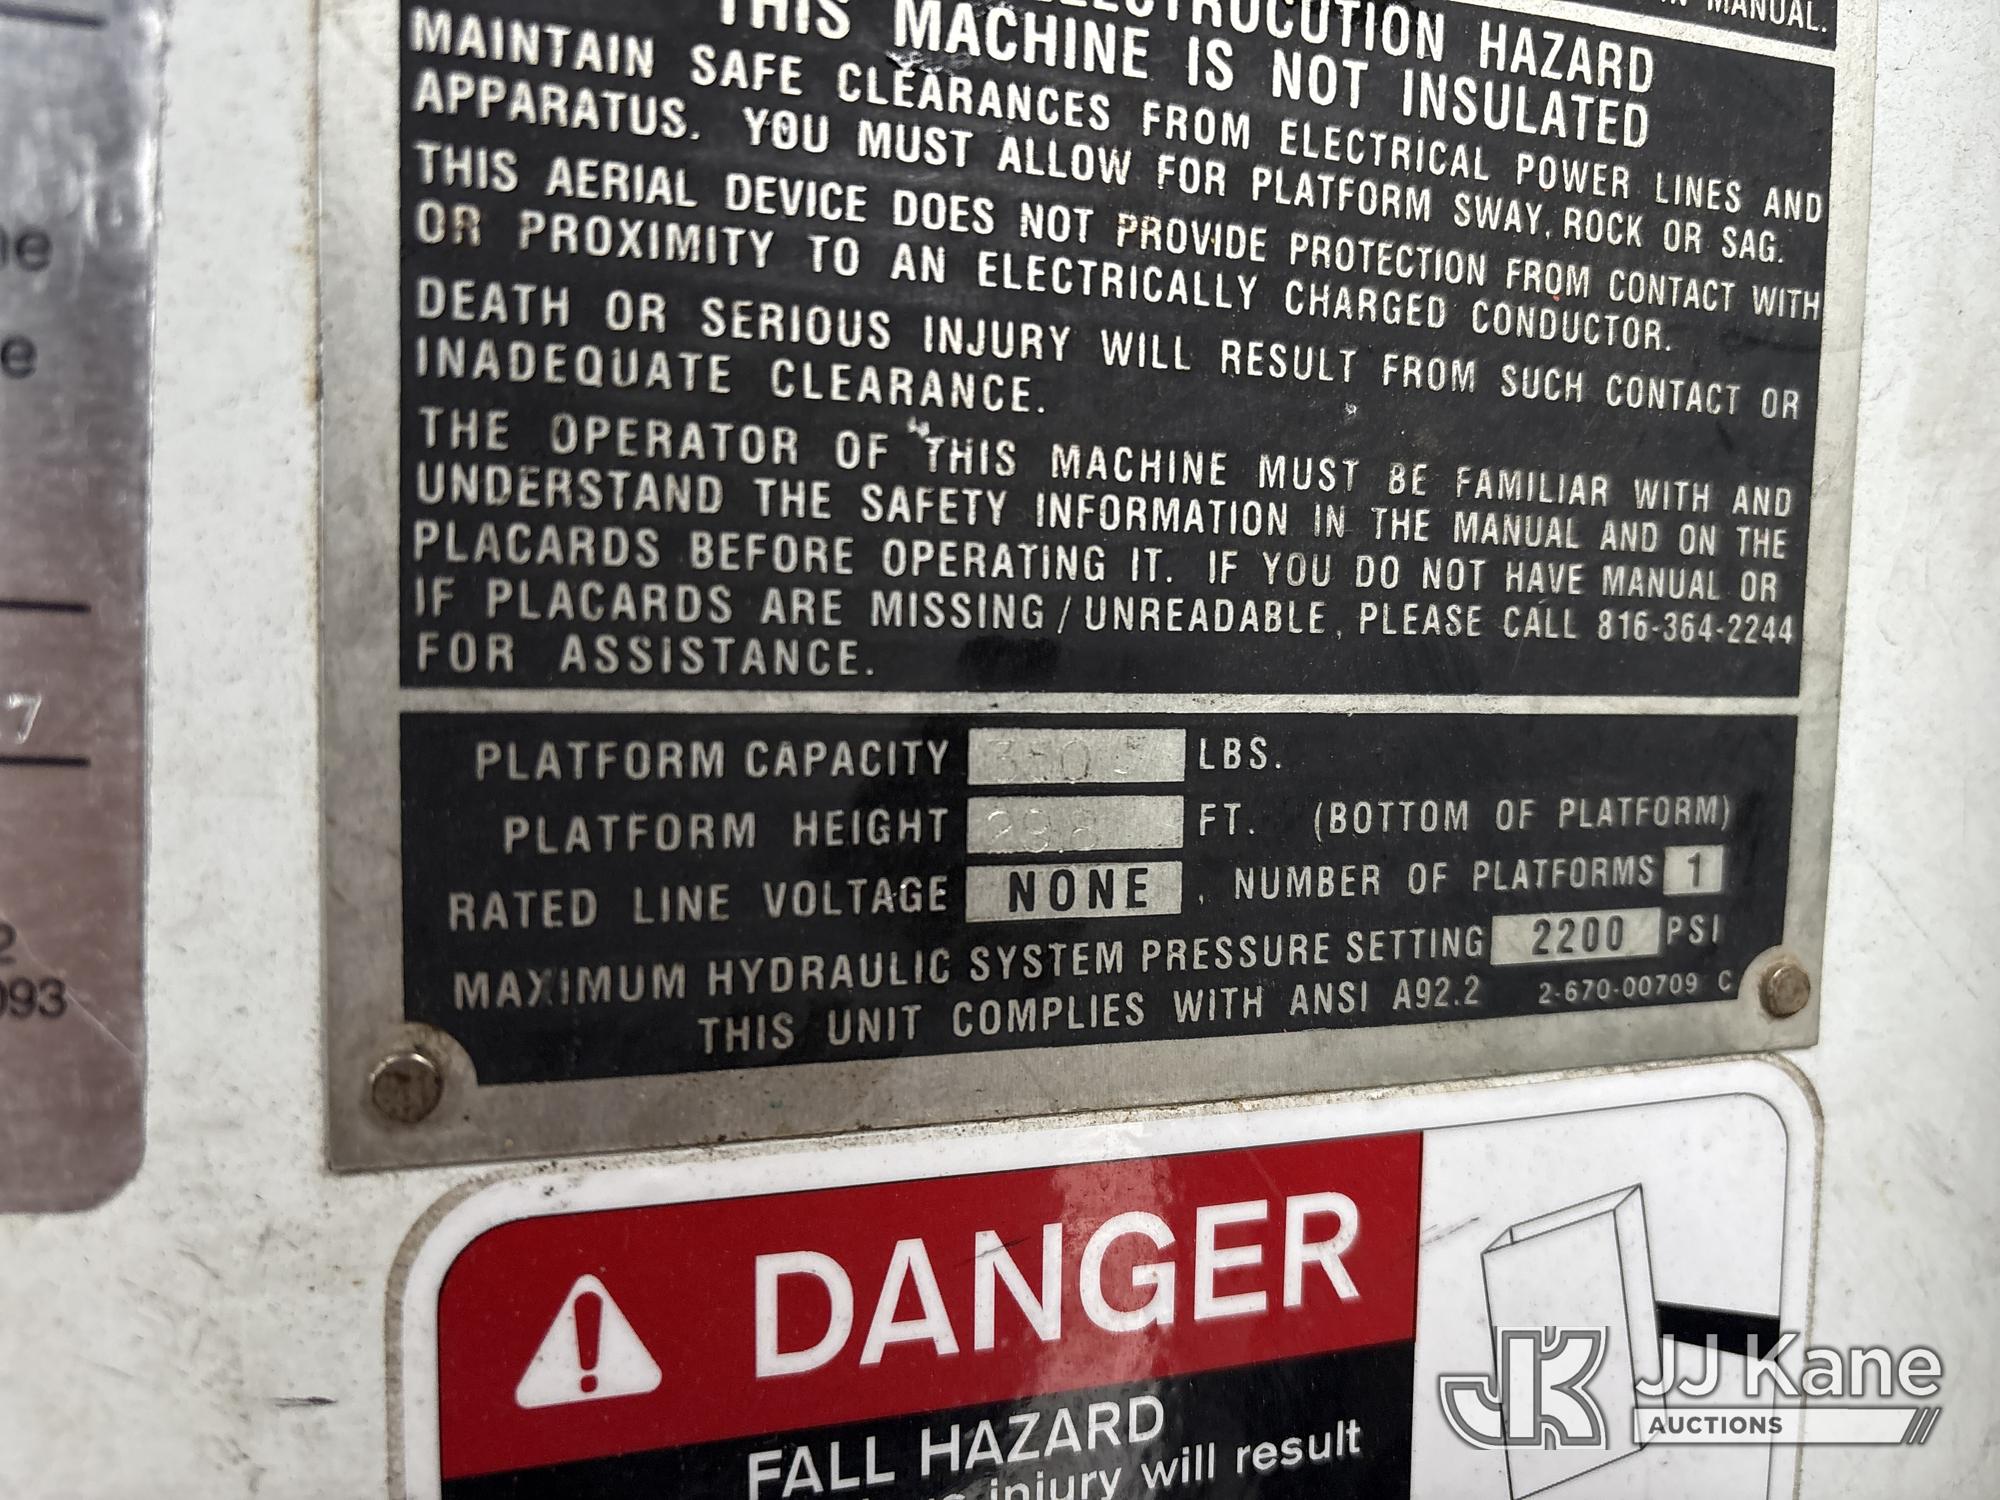 MANUAL.
HAZARD
THIS MACHINE IS NOT INSULATED
MAINTAIN SAFE CLEARANCES FROM ELECTRICAL POWER LINES AND
APPARATUS. YOU MUST ALLOW FOR PLATFORM SWAY, ROCK OR SAG.
THIS AERIAL DEVICE DOES NOT PROVIDE PROTECTION FROM CONTACT WITH
OR PROXIMITY TO AN ELECTRICALLY CHARGED CONDUCTOR.
DEATH OR SERIOUS INJURY WILL RESULT FROM SUCH CONTACT OR
INADEQUATE CLEARANCE.
THE OPERATOR OF THIS MACHINE MUST BE FAMILIAR WITH AND
UNDERSTAND THE SAFETY INFORMATION IN THE MANUAL AND ON THE
PLACARDS BEFORE OPERATING IT. IF YOU DO NOT HAVE MANUAL OR
IF PLACARDS ARE MISSING / UNREADABLE, PLEASE CALL 816-364-2244
FOR ASSISTANCE.
PLATFORM CAPACITY LBS.
PLATFORM HEIGHT FT. (BOTTOM OF PLATFORM)
RATED LINE VOLTAGE NONE , NUMBER OF PLATFORMS 1
MAXIMUM HYDRAULIC SYSTEM PRESSURE SETTING 2200 PSI
THIS UNIT COMPLIES WITH ANSI A92.2 2-670-00709 C
DANGER
FALL HAZARD
injury will result
JJ Kane
AUCTIONS